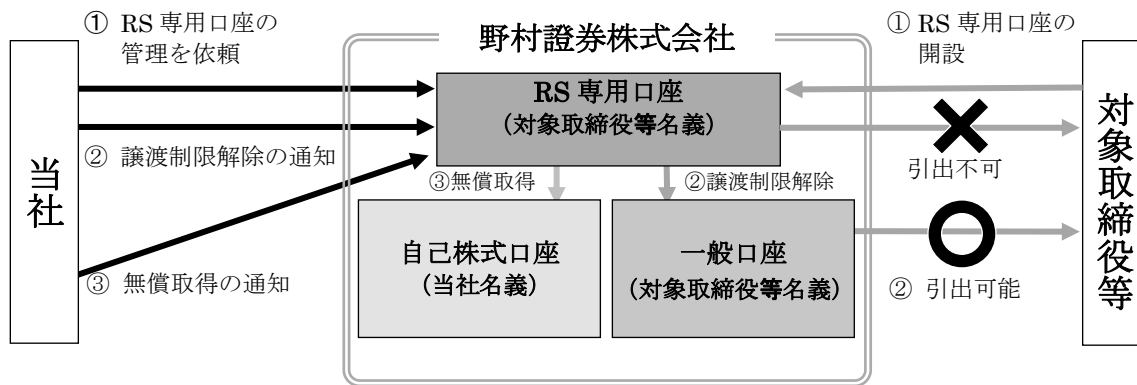 ① RS 専用口座の
管理を依頼
野村證券株式会社
① RS 専用口座の
開設
当社
RS 専用口座
(対象取締役等名義)
② 譲渡制限解除の通知
③無償取得
②譲渡制限解除
引出不可
自己株式口座
(当社名義)
一般口座
(対象取締役等名義)
③ 無償取得の通知
② 引出可能
対象取締役等